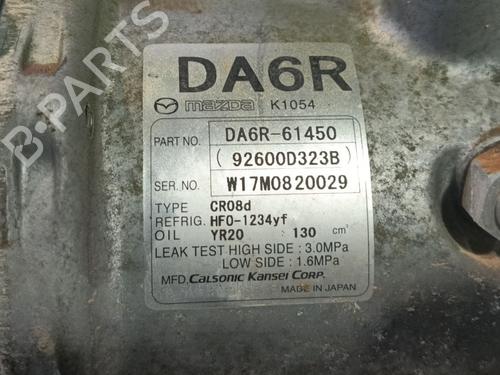 DA6R
mazda K1054
PART NO. DA6R-61450
(92600D323B)
SER.NO. W17M0820029
TYPE CR08d
REFRIG. HFO-1234yf
OIL YR20 130 cm³
LEAK TEST HIGH SIDE : 3.0MPa
LOW SIDE : 1.6MPa
MFD. CALSONIC KANSEI CORP.
MADE IN JAPAN